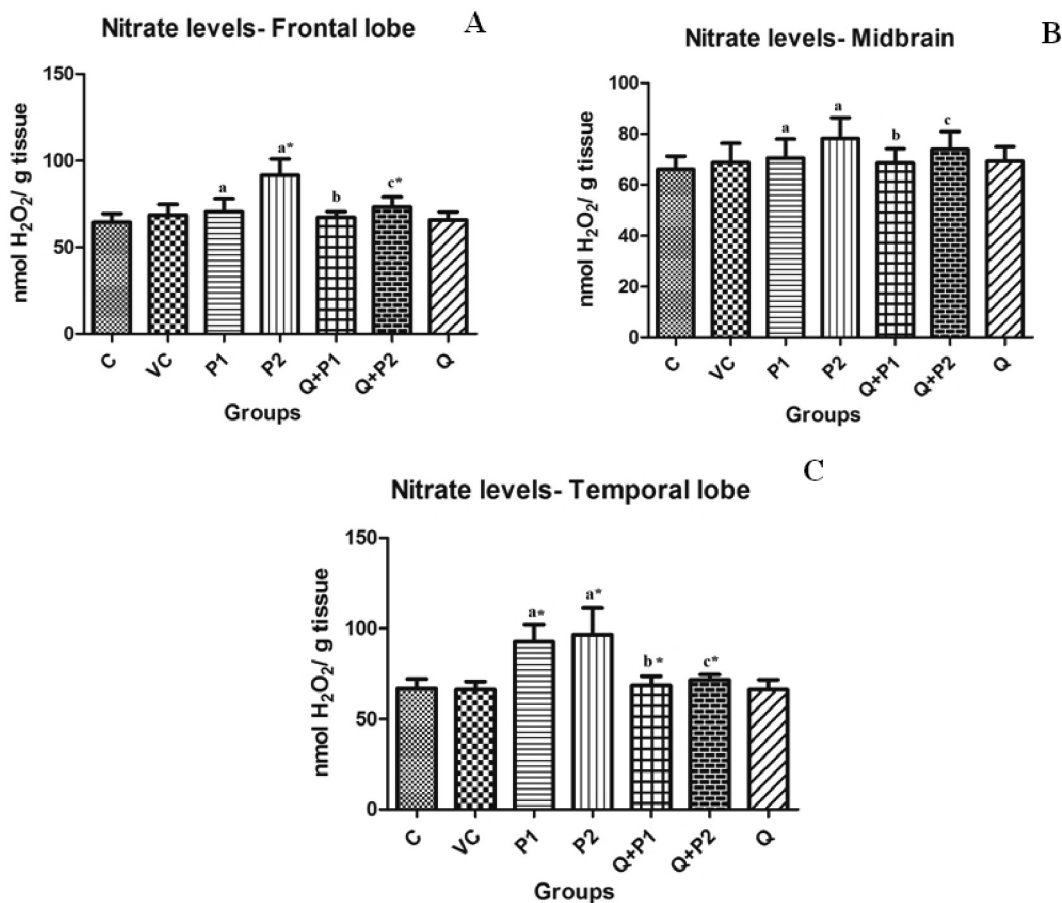 Nitrate levels- Frontal lobe
A
150
100
50
0
nmol H₂O₂/ g tissue
a
a*
b
c*
C
VC
P1
P2
Q+P1
Q+P2
Q
Groups
Nitrate levels- Midbrain
B
100
80
60
40
20
0
nmol H₂O₂/ g tissue
a
a
b
c
C
VC
P1
P2
Q+P1
Q+P2
Q
Groups
Nitrate levels- Temporal lobe
C
150
100
50
0
nmol H₂O₂/ g tissue
a*
a*
b *
c*
C
VC
P1
P2
Q+P1
Q+P2
Q
Groups